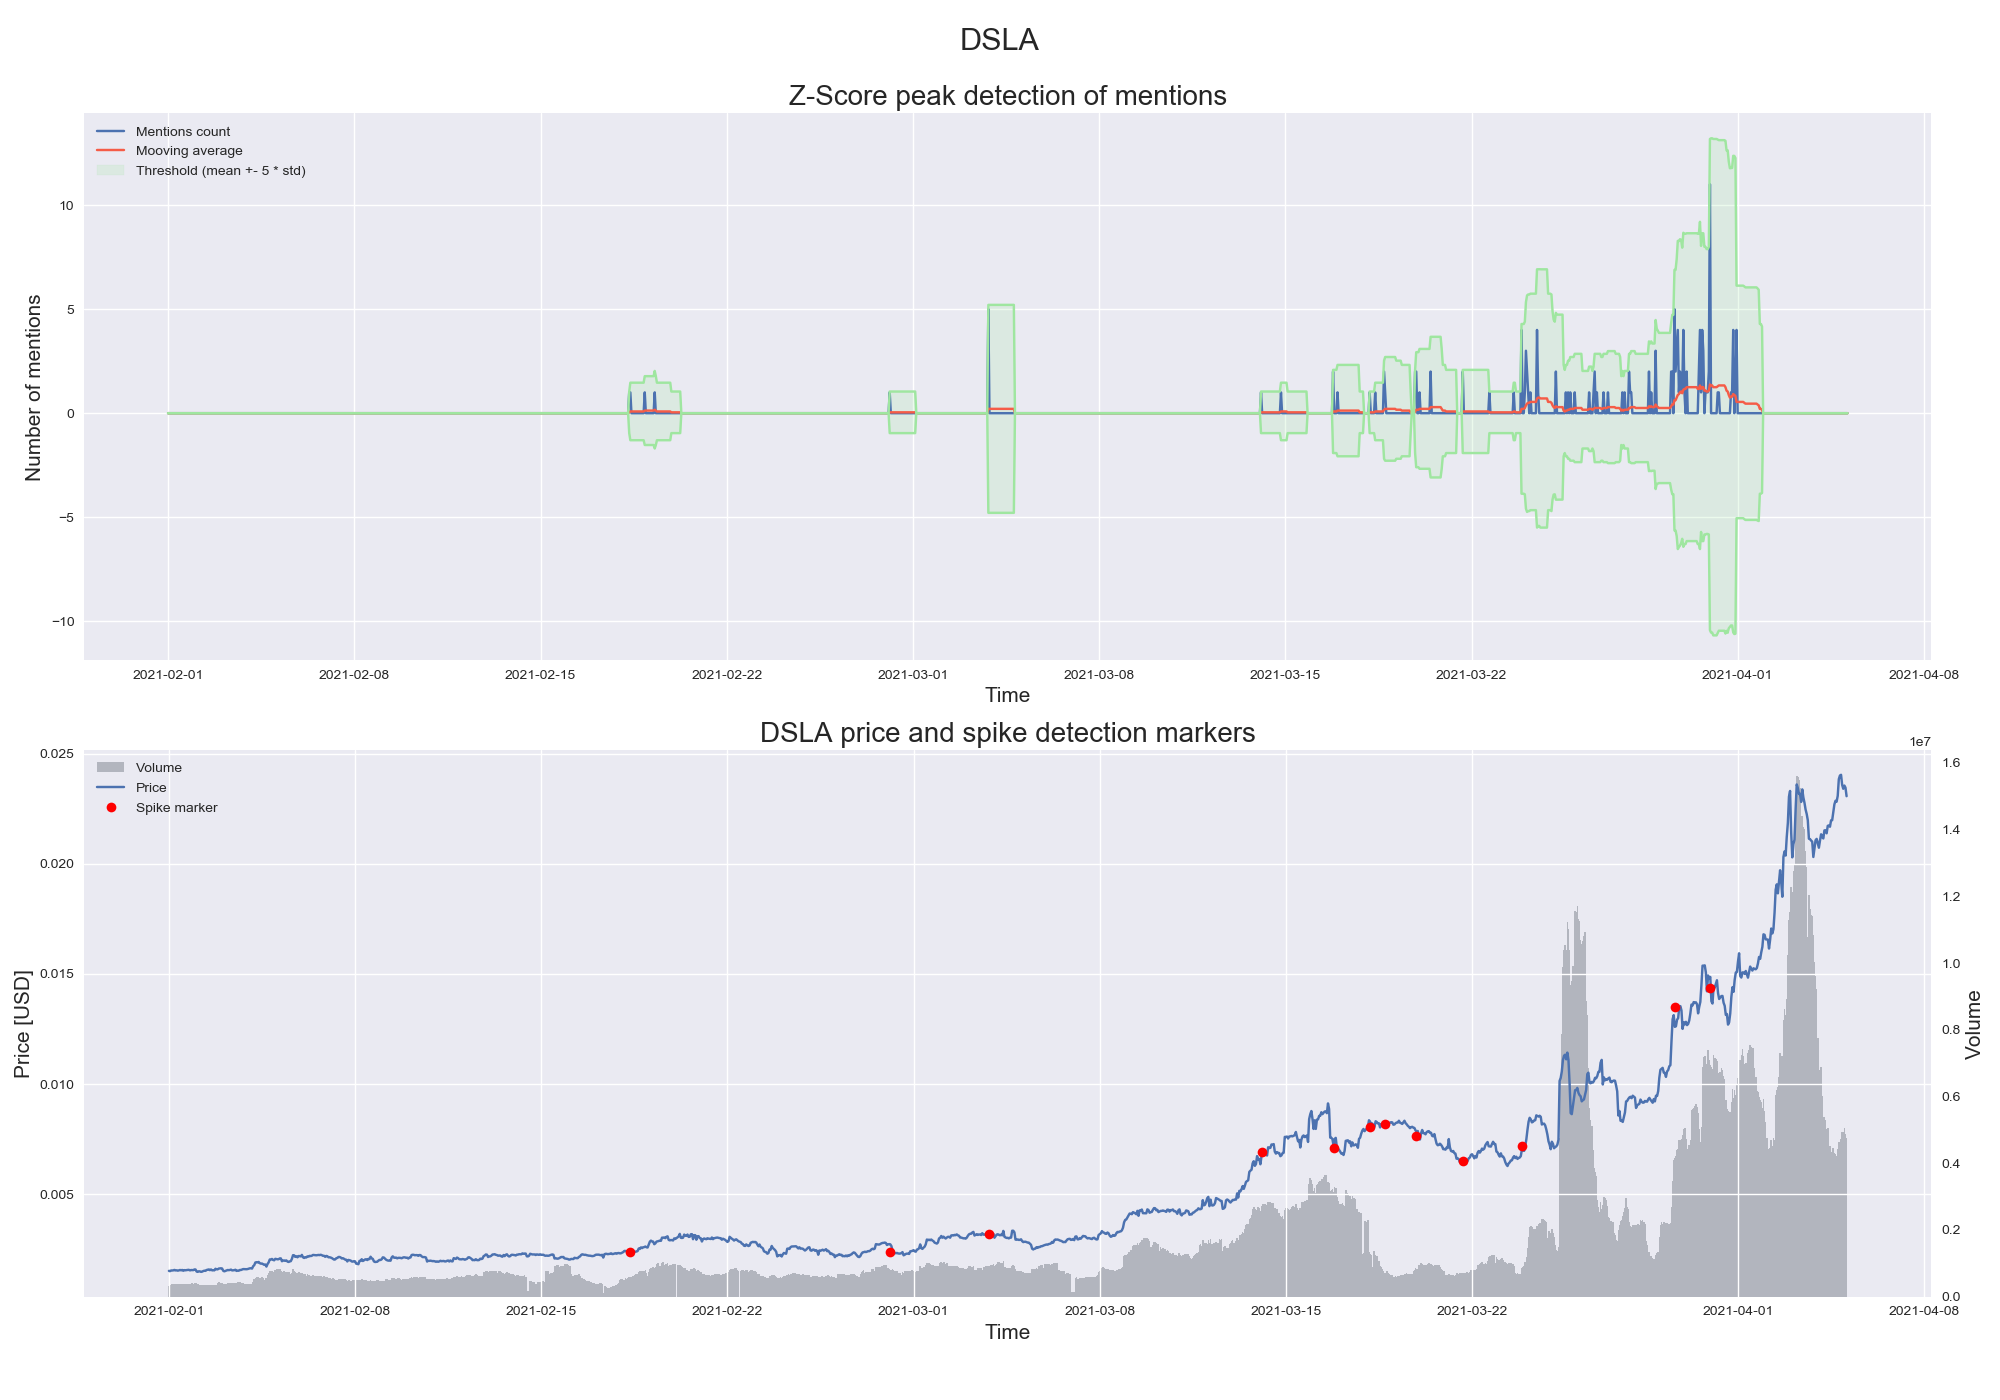 DSLA
Z-Score peak detection of mentions
Mentions count
Mooving average
Threshold (mean +- 5 * std)
Number of mentions
10
5
0
−5
−10
2021-02-01 2021-02-08 2021-02-15 2021-02-22 2021-03-01 2021-03-08 2021-03-15 2021-03-22 2021-04-01 2021-04-08
Time
DSLA price and spike detection markers
1e7
Volume
Price
Spike marker
Price [USD]
0.025
0.020
0.015
0.010
0.005
1.6
1.4
1.2
1.0
0.8
0.6
0.4
0.2
0.0
Volume
2021-02-01 2021-02-08 2021-02-15 2021-02-22 2021-03-01 2021-03-08 2021-03-15 2021-03-22 2021-04-01 2021-04-08
Time